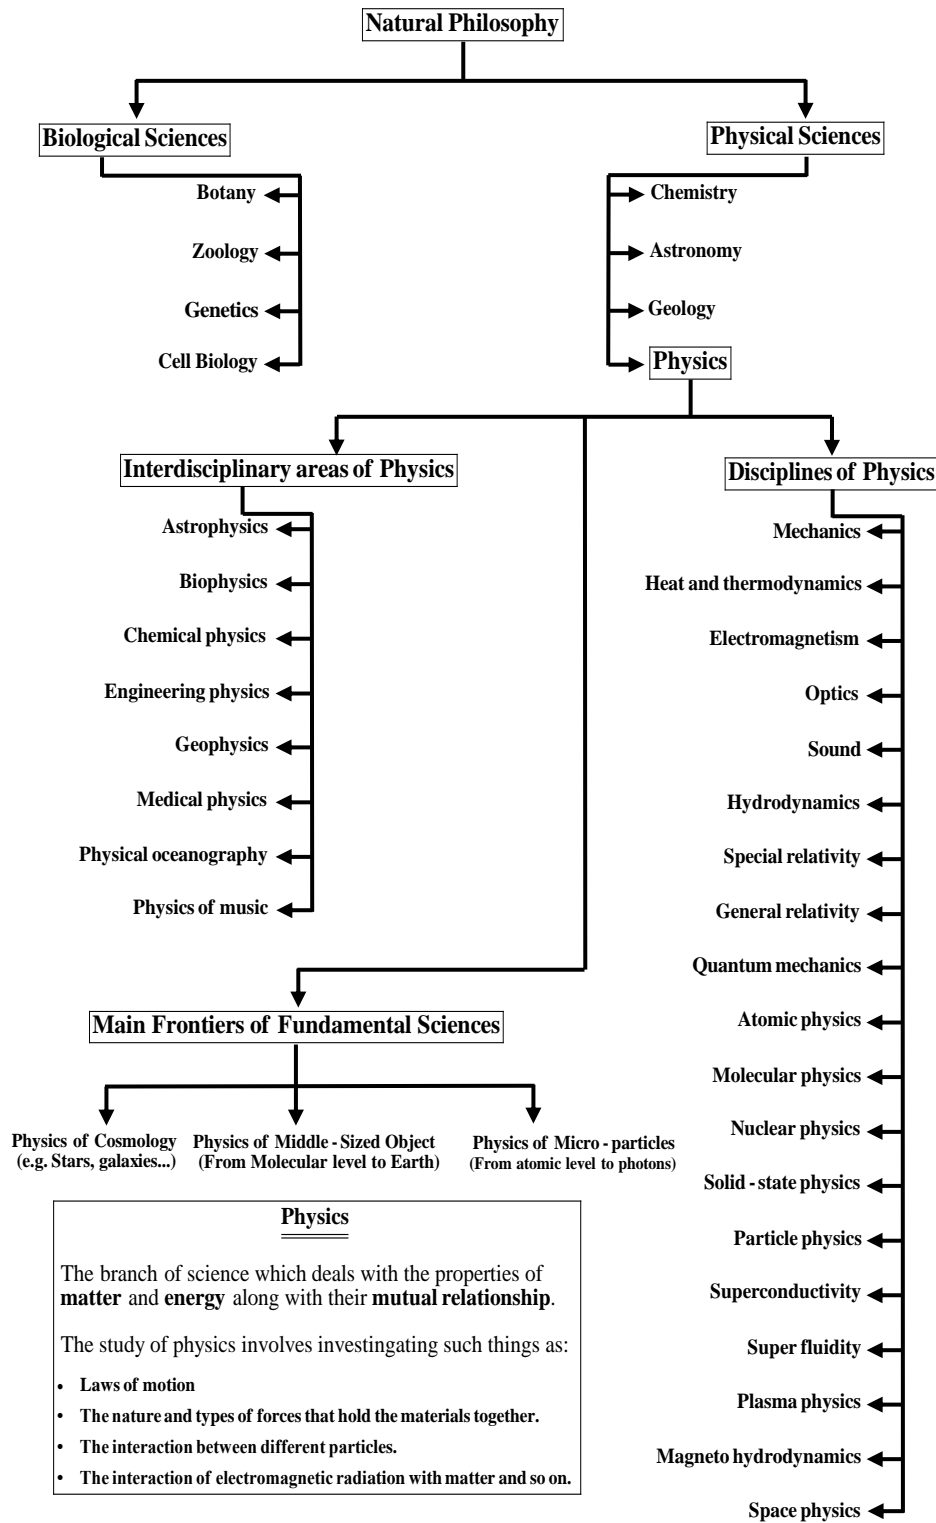 Natural Philosophy
Biological Sciences
Physical Sciences
Botany
Zoology
Genetics
Cell Biology
Chemistry
Astronomy
Geology
Physics
Interdisciplinary areas of Physics
Astrophysics
Biophysics
Chemical physics
Engineering physics
Geophysics
Medical physics
Physical oceanography
Physics of music
Disciplines of Physics
Mechanics
Heat and thermodynamics
Electromagnetism
Optics
Sound
Hydrodynamics
Special relativity
General relativity
Quantum mechanics
Atomic physics
Molecular physics
Nuclear physics
Solid - state physics
Particle physics
Superconductivity
Super fluidity
Plasma physics
Magneto hydrodynamics
Space physics
Main Frontiers of Fundamental Sciences
Physics of Cosmology
(e.g. Stars, galaxies...)
Physics of Middle - Sized Object
(From Molecular level to Earth)
Physics of Micro - particles
(From atomic level to photons)
Physics
The branch of science which deals with the properties of
matter and energy along with their mutual relationship.
The study of physics involves investingating such things as:
• Laws of motion
• The nature and types of forces that hold the materials together.
• The interaction between different particles.
• The interaction of electromagnetic radiation with matter and so on.